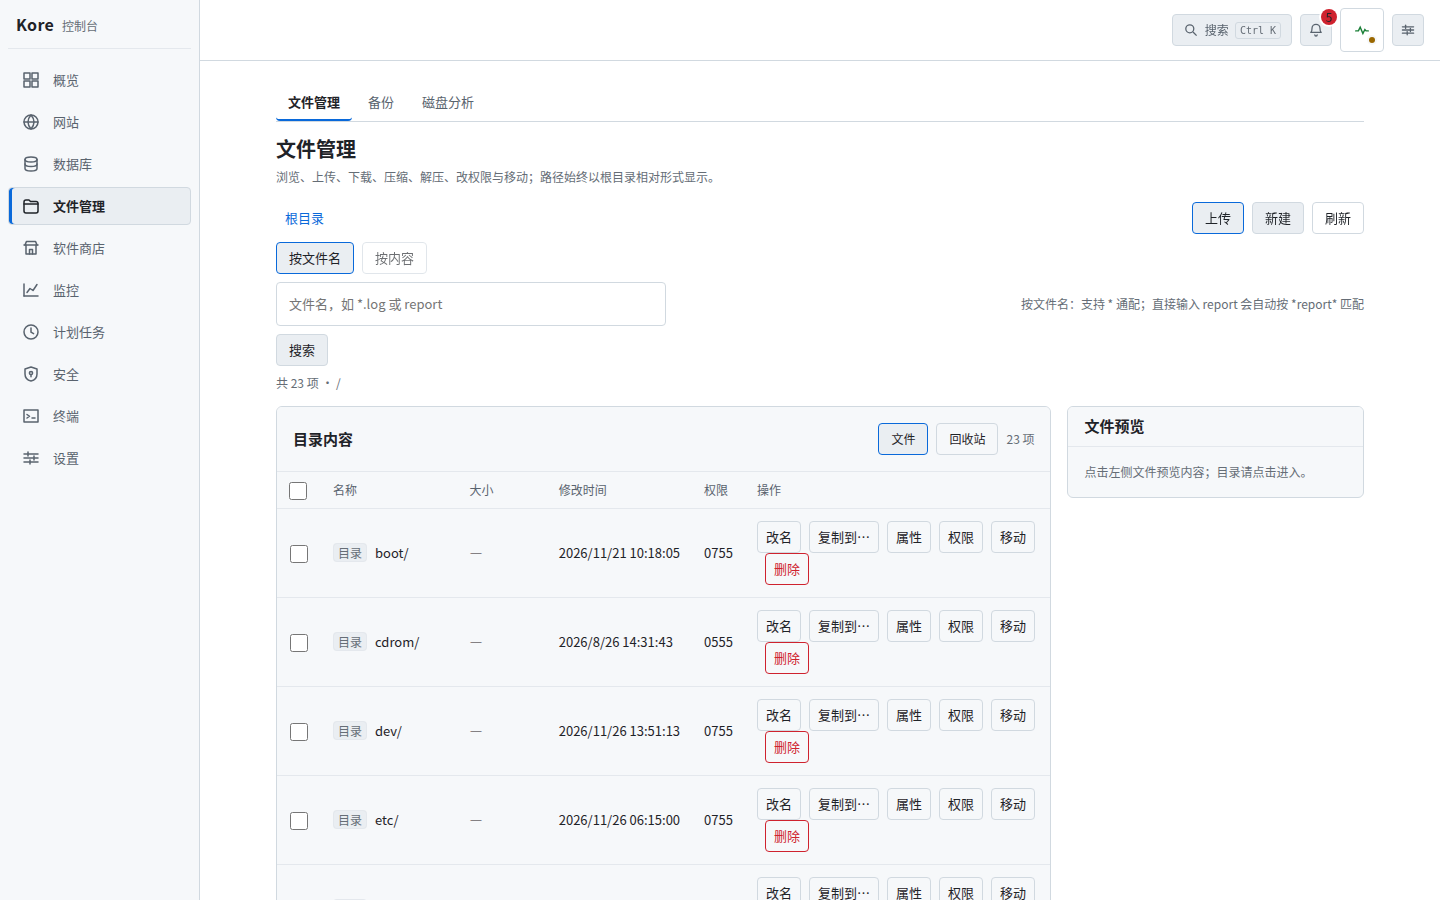 Kore 控制台
搜索 Ctrl K
5
概览
网站
数据库
文件管理
软件商店
监控
计划任务
安全
终端
设置
文件管理 备份 磁盘分析
文件管理
浏览、上传、下载、压缩、解压、改权限与移动；路径始终以根目录相对形式显示。
根目录
上传 新建 刷新
按文件名 按内容
文件名，如 *.log 或 report
按文件名：支持 * 通配；直接输入 report 会自动按 *report* 匹配
搜索
共 23 项 · /
目录内容
文件 回收站 23 项
名称 大小 修改时间 权限 操作
目录 boot/ — 2026/11/21 10:18:05 0755 改名 复制到… 属性 权限 移动
删除
目录 cdrom/ — 2026/8/26 14:31:43 0555 改名 复制到… 属性 权限 移动
删除
目录 dev/ — 2026/11/26 13:51:13 0755 改名 复制到… 属性 权限 移动
删除
目录 etc/ — 2026/11/26 06:15:00 0755 改名 复制到… 属性 权限 移动
删除
改名 复制到… 属性 权限 移动
文件预览
点击左侧文件预览内容；目录请点击进入。